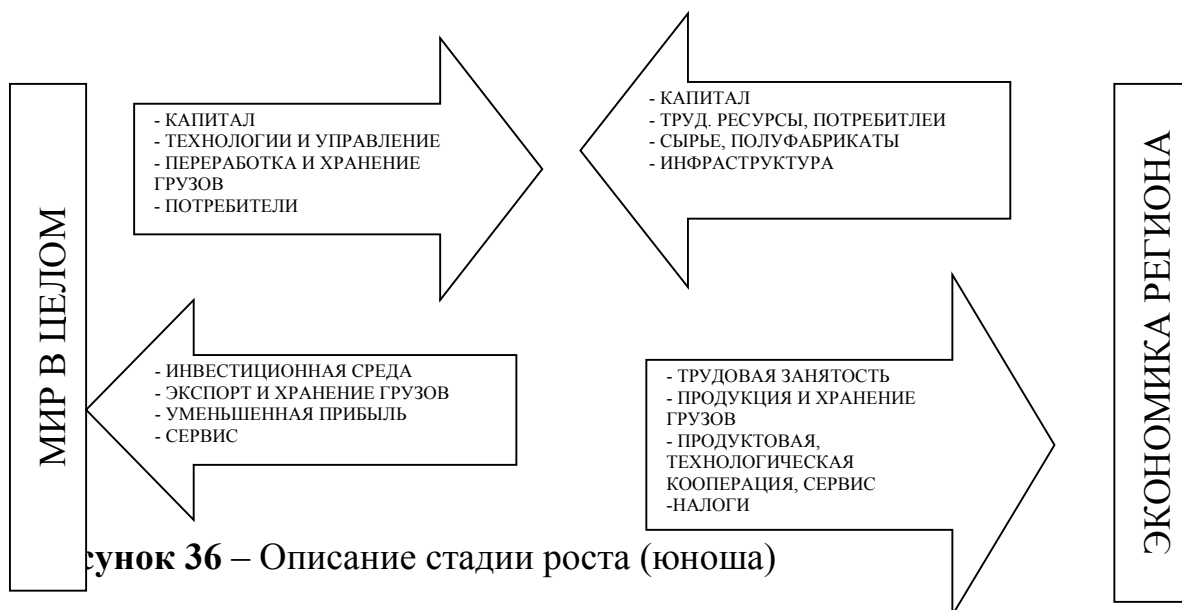 МИР В ЦЕЛОМ
- КАПИТАЛ
- ТЕХНОЛОГИИ И УПРАВЛЕНИЕ
- ПЕРЕРАБОТКА И ХРАНЕНИЕ
ГРУЗОВ
- ПОТРЕБИТЕЛИ
- КАПИТАЛ
- ТРУД. РЕСУРСЫ, ПОТРЕБИТЛЕИ
- СЫРЬЕ, ПОЛУФАБРИКАТЫ
- ИНФРАСТРУКТУРА
- ИНВЕСТИЦИОННАЯ СРЕДА
- ЭКСПОРТ И ХРАНЕНИЕ ГРУЗОВ
- УМЕНЬШЕННАЯ ПРИБЫЛЬ
- СЕРВИС
- ТРУДОВАЯ ЗАНЯТОСТЬ
- ПРОДУКЦИЯ И ХРАНЕНИЕ
ГРУЗОВ
- ПРОДУКТОВАЯ,
ТЕХНОЛОГИЧЕСКАЯ
КООПЕРАЦИЯ, СЕРВИС
-НАЛОГИ
ЭКОНОМИКА РЕГИОНА
сунок 36 – Описание стадии роста (юноша)